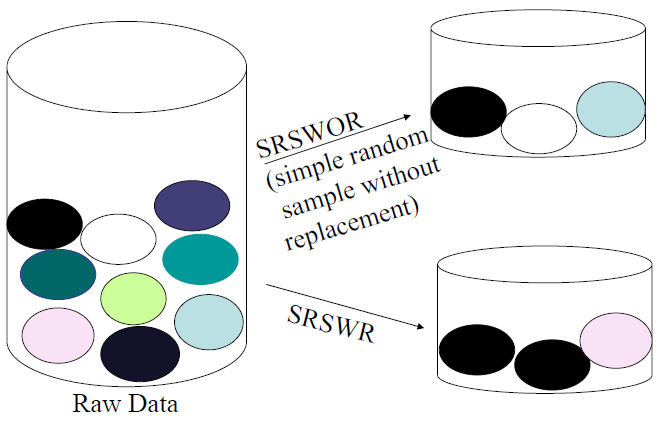 SRSWOR
(simple random
sample without
replacement)
SRSWR
Raw Data